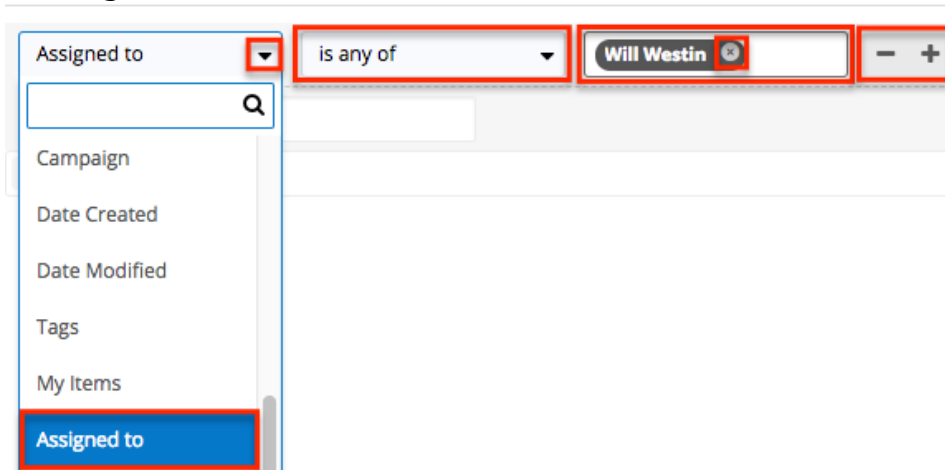 Assigned to is any of Will Westin
Campaign
Date Created
Date Modified
Tags
My Items
Assigned to